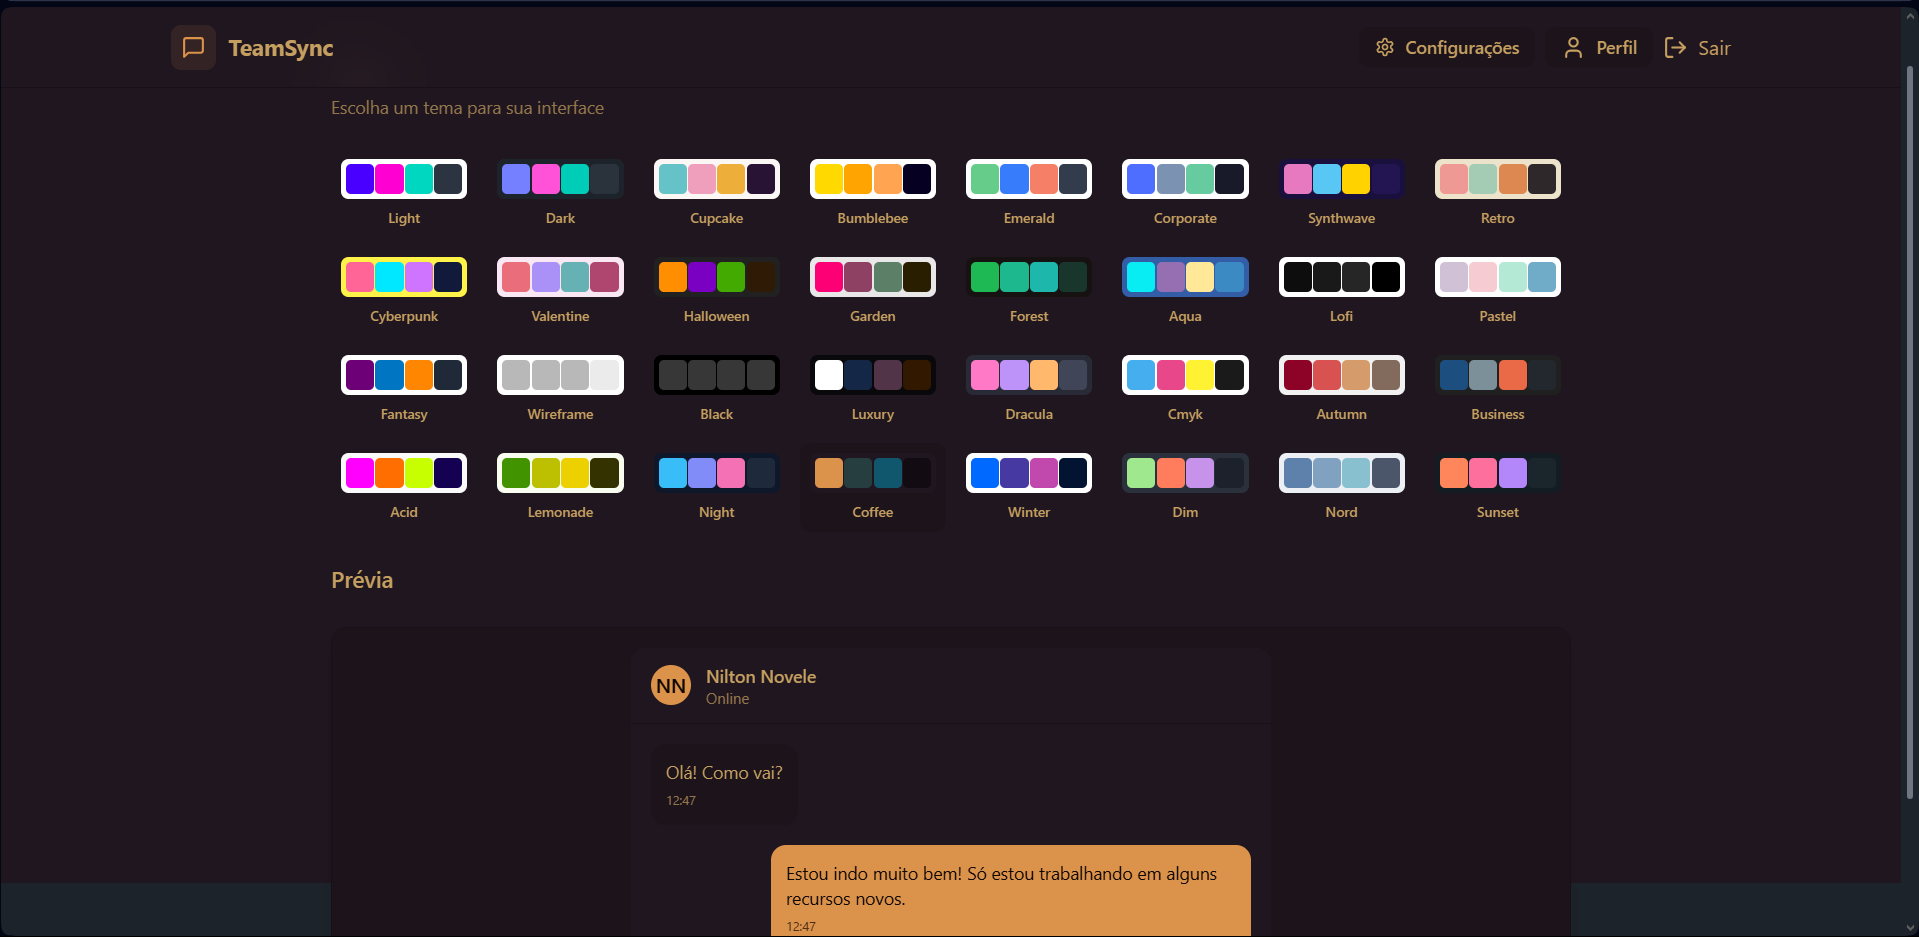 TeamSync
Configurações
Perfil
Sair
Escolha um tema para sua interface
Light
Dark
Cupcake
Bumblebee
Emerald
Corporate
Synthwave
Retro
Cyberpunk
Valentine
Halloween
Garden
Forest
Aqua
Lofi
Pastel
Fantasy
Wireframe
Black
Luxury
Dracula
Cmyk
Autumn
Business
Acid
Lemonade
Night
Coffee
Winter
Dim
Nord
Sunset
Prévia
NN
Nilton Novele
Online
Olá! Como vai?
12:47
Estou indo muito bem! Só estou trabalhando em alguns
recursos novos.
12:47